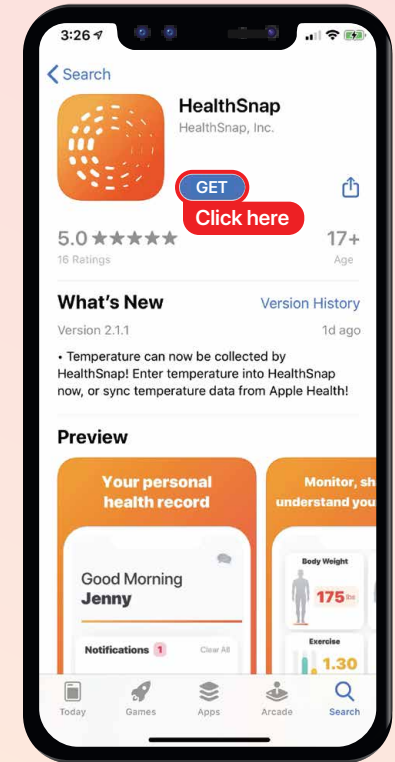 3:26
Search
HealthSnap
HealthSnap, Inc.
GET
Click here
5.0 ★★★★★
17+
16 Ratings
Age
What's New
Version History
Version 2.1.1
1d ago
• Temperature can now be collected by
HealthSnap! Enter temperature into HealthSnap
now, or sync temperature data from Apple Health!
Preview
Your personal
health record
Good Morning
Jenny
Notifications 1
Clear All
Monitor, sh
understand you
Body Weight
175 lbs
Exercise
1.30
Today
Games
Apps
Arcade
Search